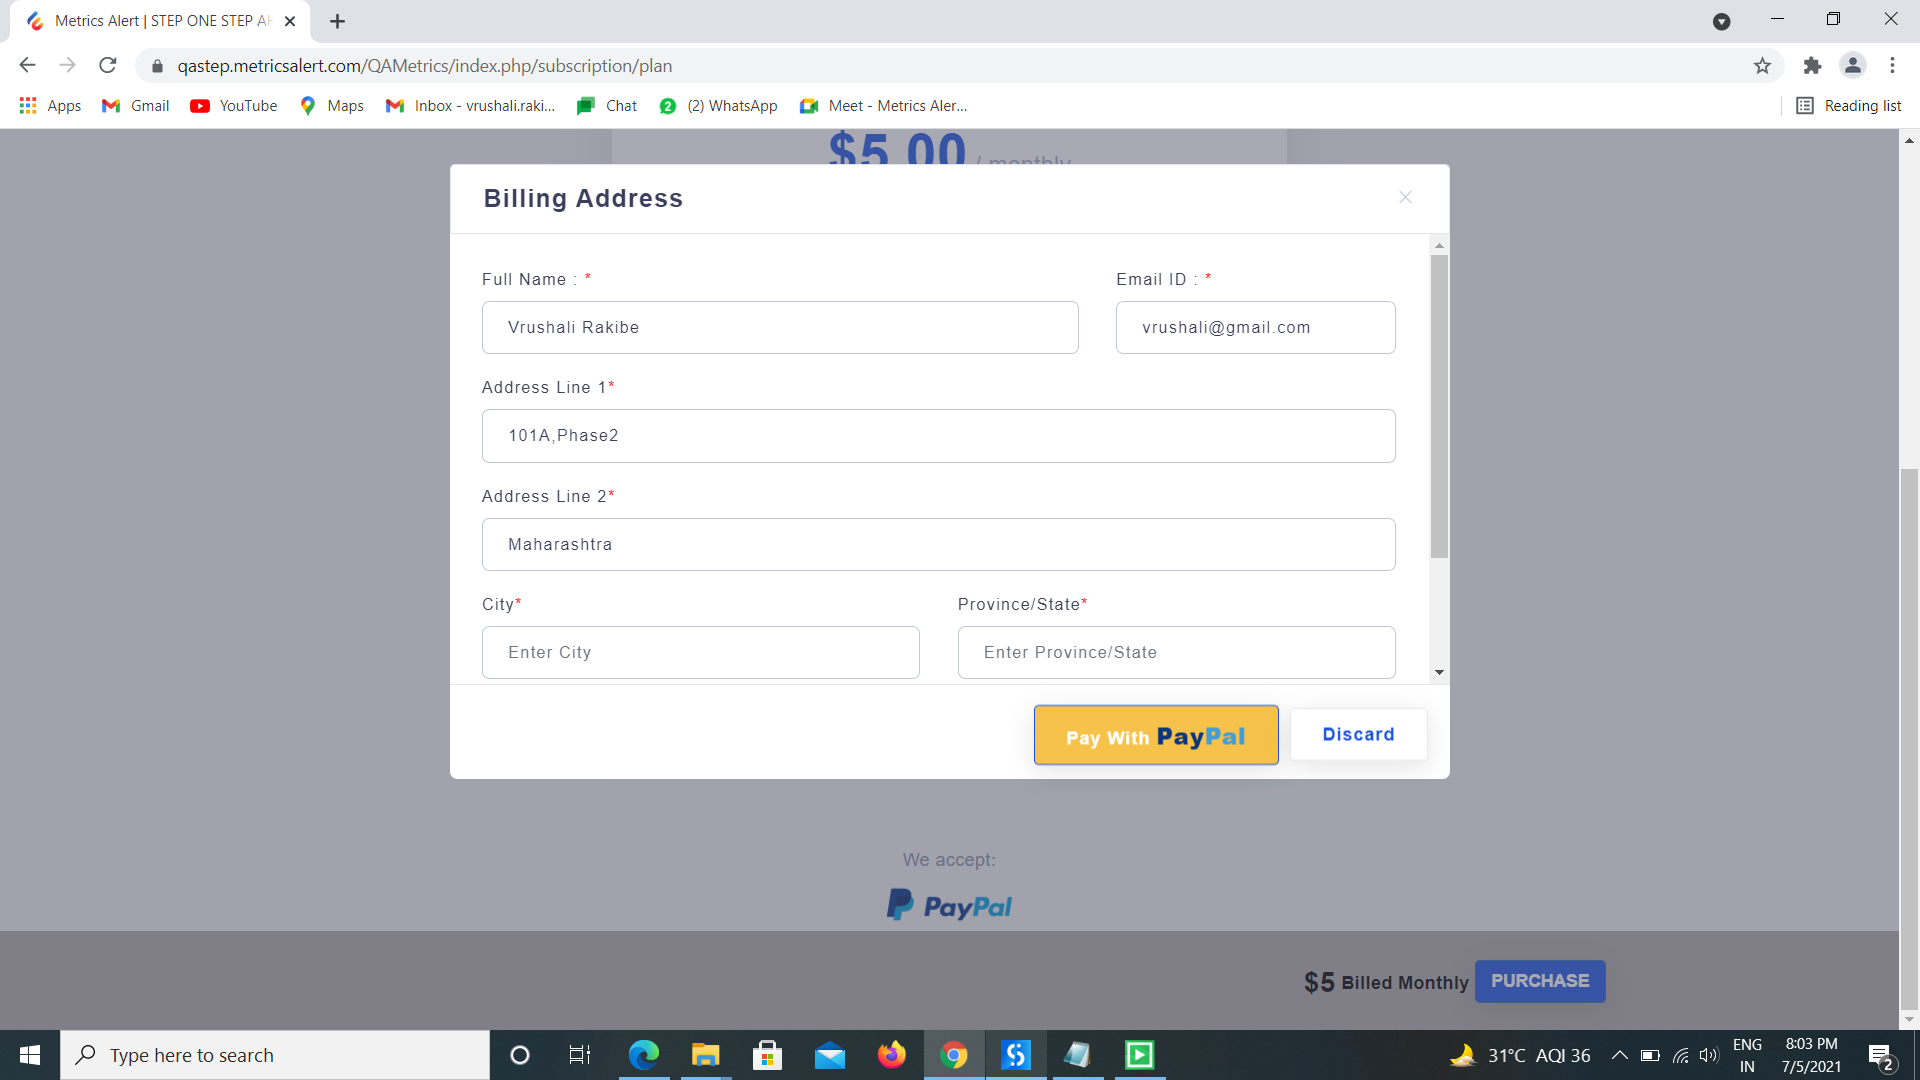 Metrics Alert | STEP ONE STEP AH
qastep.metricsalert.com/QAMetrics/index.php/subscription/plan
Apps Gmail YouTube Maps Inbox - vrushali.raki... Chat 2 (2) WhatsApp Meet - Metrics Aler... Reading list
$5.00 / monthly
Billing Address
Full Name : * Email ID : *
Vrushali Rakibe vrushali@gmail.com
Address Line 1*
101A,Phase2
Address Line 2*
Maharashtra
City* Province/State*
Enter City Enter Province/State
Pay With PayPal Discard
We accept:
PayPal
$5 Billed Monthly PURCHASE
Type here to search
31°C AQI 36
ENG
IN
8:03 PM
7/5/2021
2